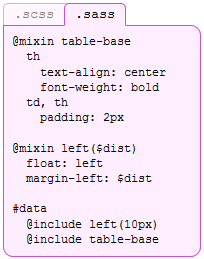 .scss .sass
@mixin table-base
  th
    text-align: center
    font-weight: bold
  td, th
    padding: 2px

@mixin left($dist)
  float: left
  margin-left: $dist

#data
  @include left(10px)
  @include table-base